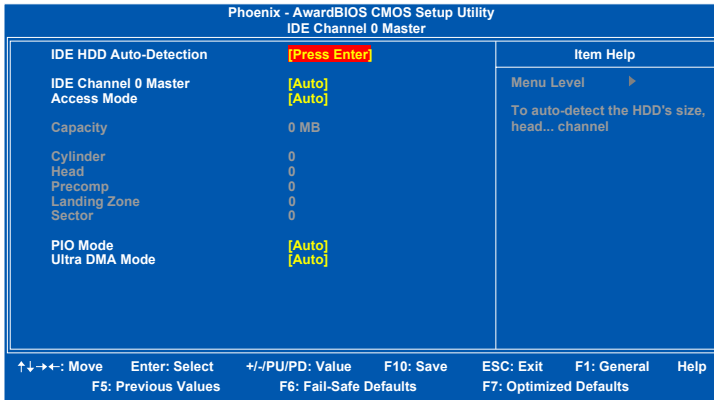 Phoenix - AwardBIOS CMOS Setup Utility
IDE Channel 0 Master
IDE HDD Auto-Detection [Press Enter]
IDE Channel 0 Master [Auto]
Access Mode [Auto]
Capacity 0 MB
Cylinder 0
Head 0
Precomp 0
Landing Zone 0
Sector 0
PIO Mode [Auto]
Ultra DMA Mode [Auto]
Item Help
Menu Level ▶
To auto-detect the HDD's size,
head... channel
↑↓→←: Move Enter: Select +/-/PU/PD: Value F10: Save ESC: Exit F1: General Help
F5: Previous Values F6: Fail-Safe Defaults F7: Optimized Defaults